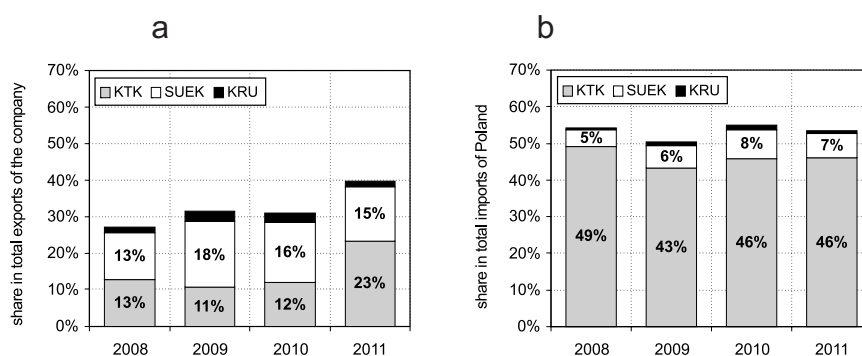 a
share in total exports of the company
70%
60%
50%
40%
30%
20%
10%
0%
KTK SUEK KRU
13% 18% 16% 15%
13% 11% 12% 23%
2008 2009 2010 2011
b
share in total imports of Poland
70%
60%
50%
40%
30%
20%
10%
0%
KTK SUEK KRU
5% 6% 8% 7%
49% 43% 46% 46%
2008 2009 2010 2011